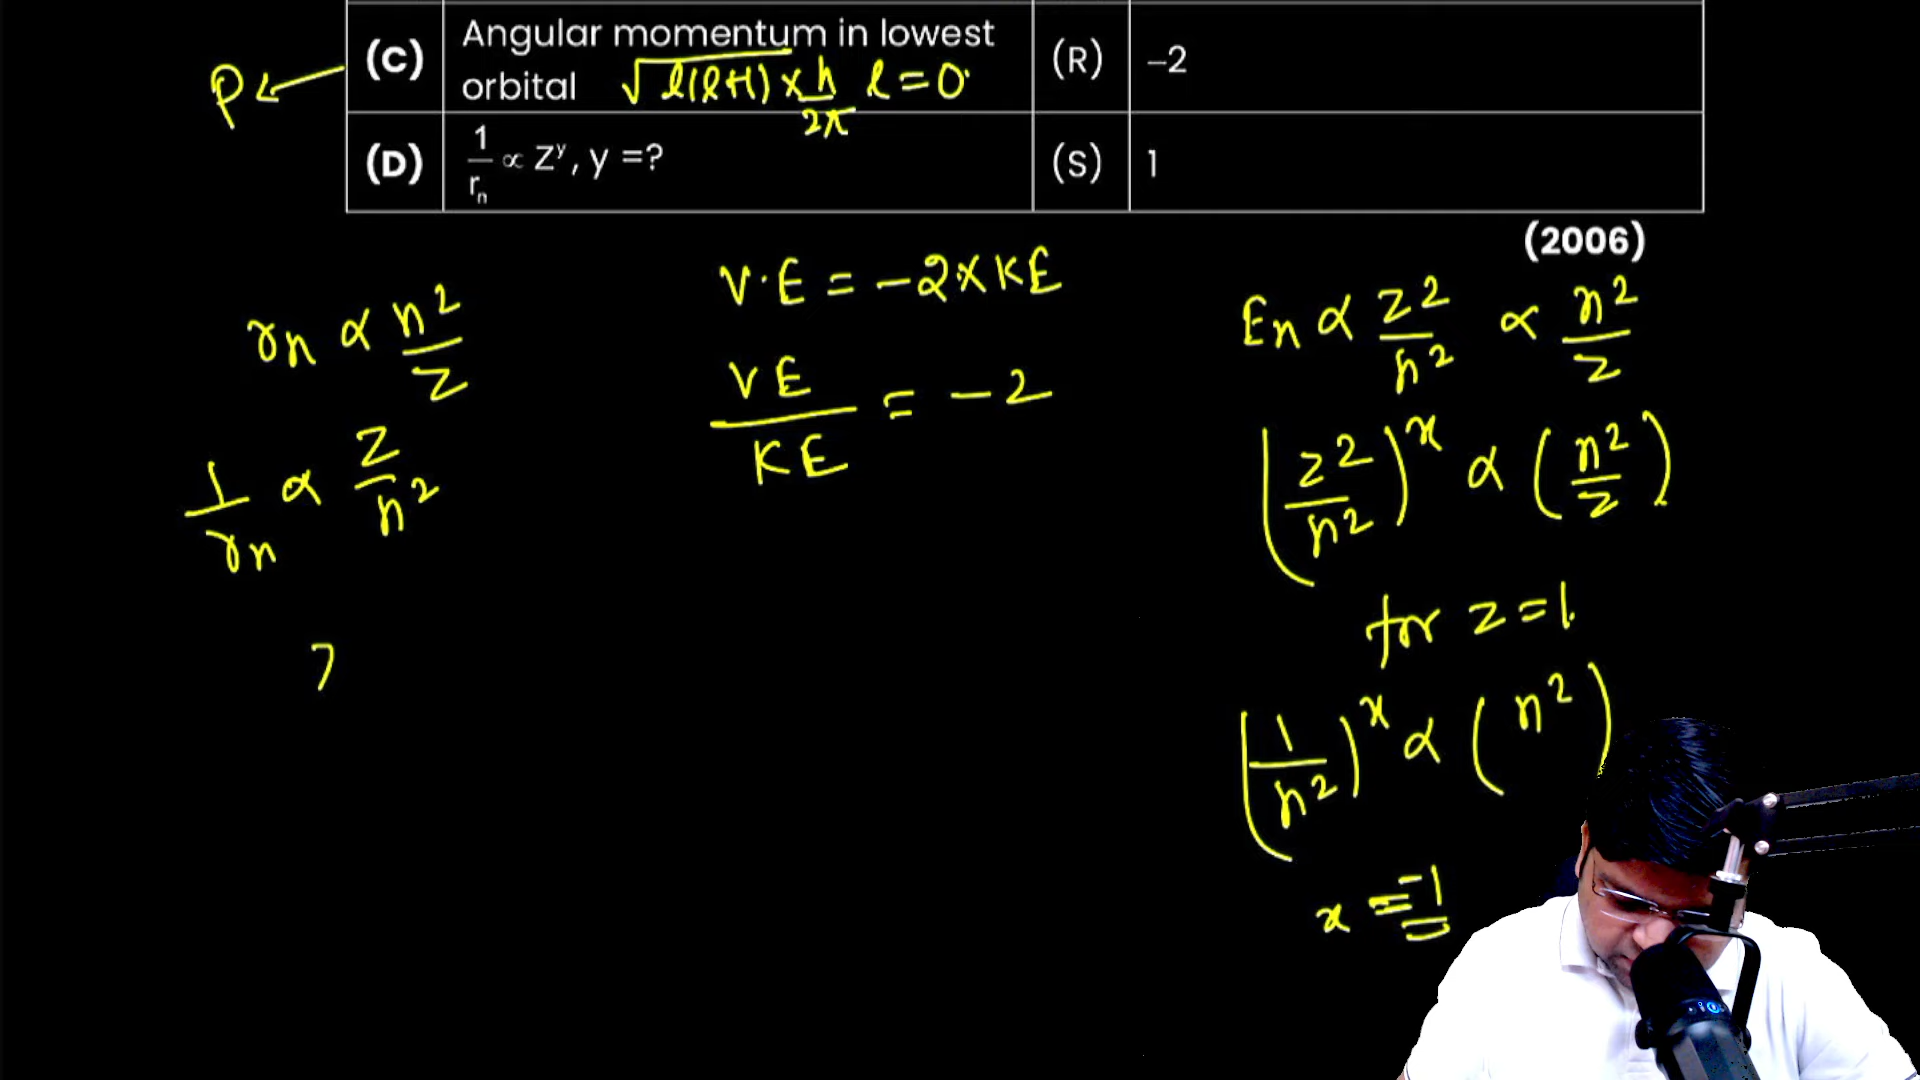 (C) Angular momentum in lowest (R) −2
orbital √l(l+1) × h/2π l = 0
P ←
(D) 1/rₙ ∝ Zʸ, y =? (S) 1
(2006)
rn ∝ n²/z
1/rn ∝ z/n²
V.E = −2×KE
VE/KE = −2
En ∝ z²/n² ∝ n²/z
(z²/n²)ˣ ∝ (n²/z)
for z = 1
(1/n²)ˣ ∝ (n²)
x = −1